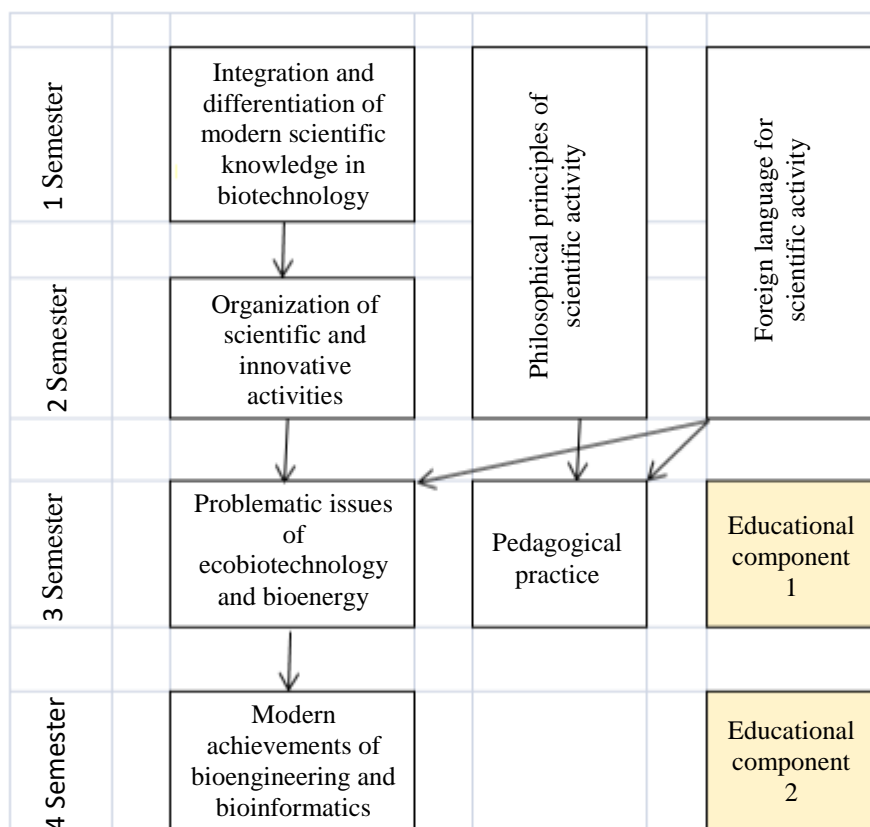 1 Semester
Integration and
differentiation of
modern scientific
knowledge in
biotechnology
Philosophical principles of
scientific activity
Foreign language for
scientific activity
2 Semester
Organization of
scientific and
innovative
activities
3 Semester
Problematic issues
of
ecobiotechnology
and bioenergy
Pedagogical
practice
Educational
component
1
4 Semester
Modern
achievements of
bioengineering and
bioinformatics
Educational
component
2